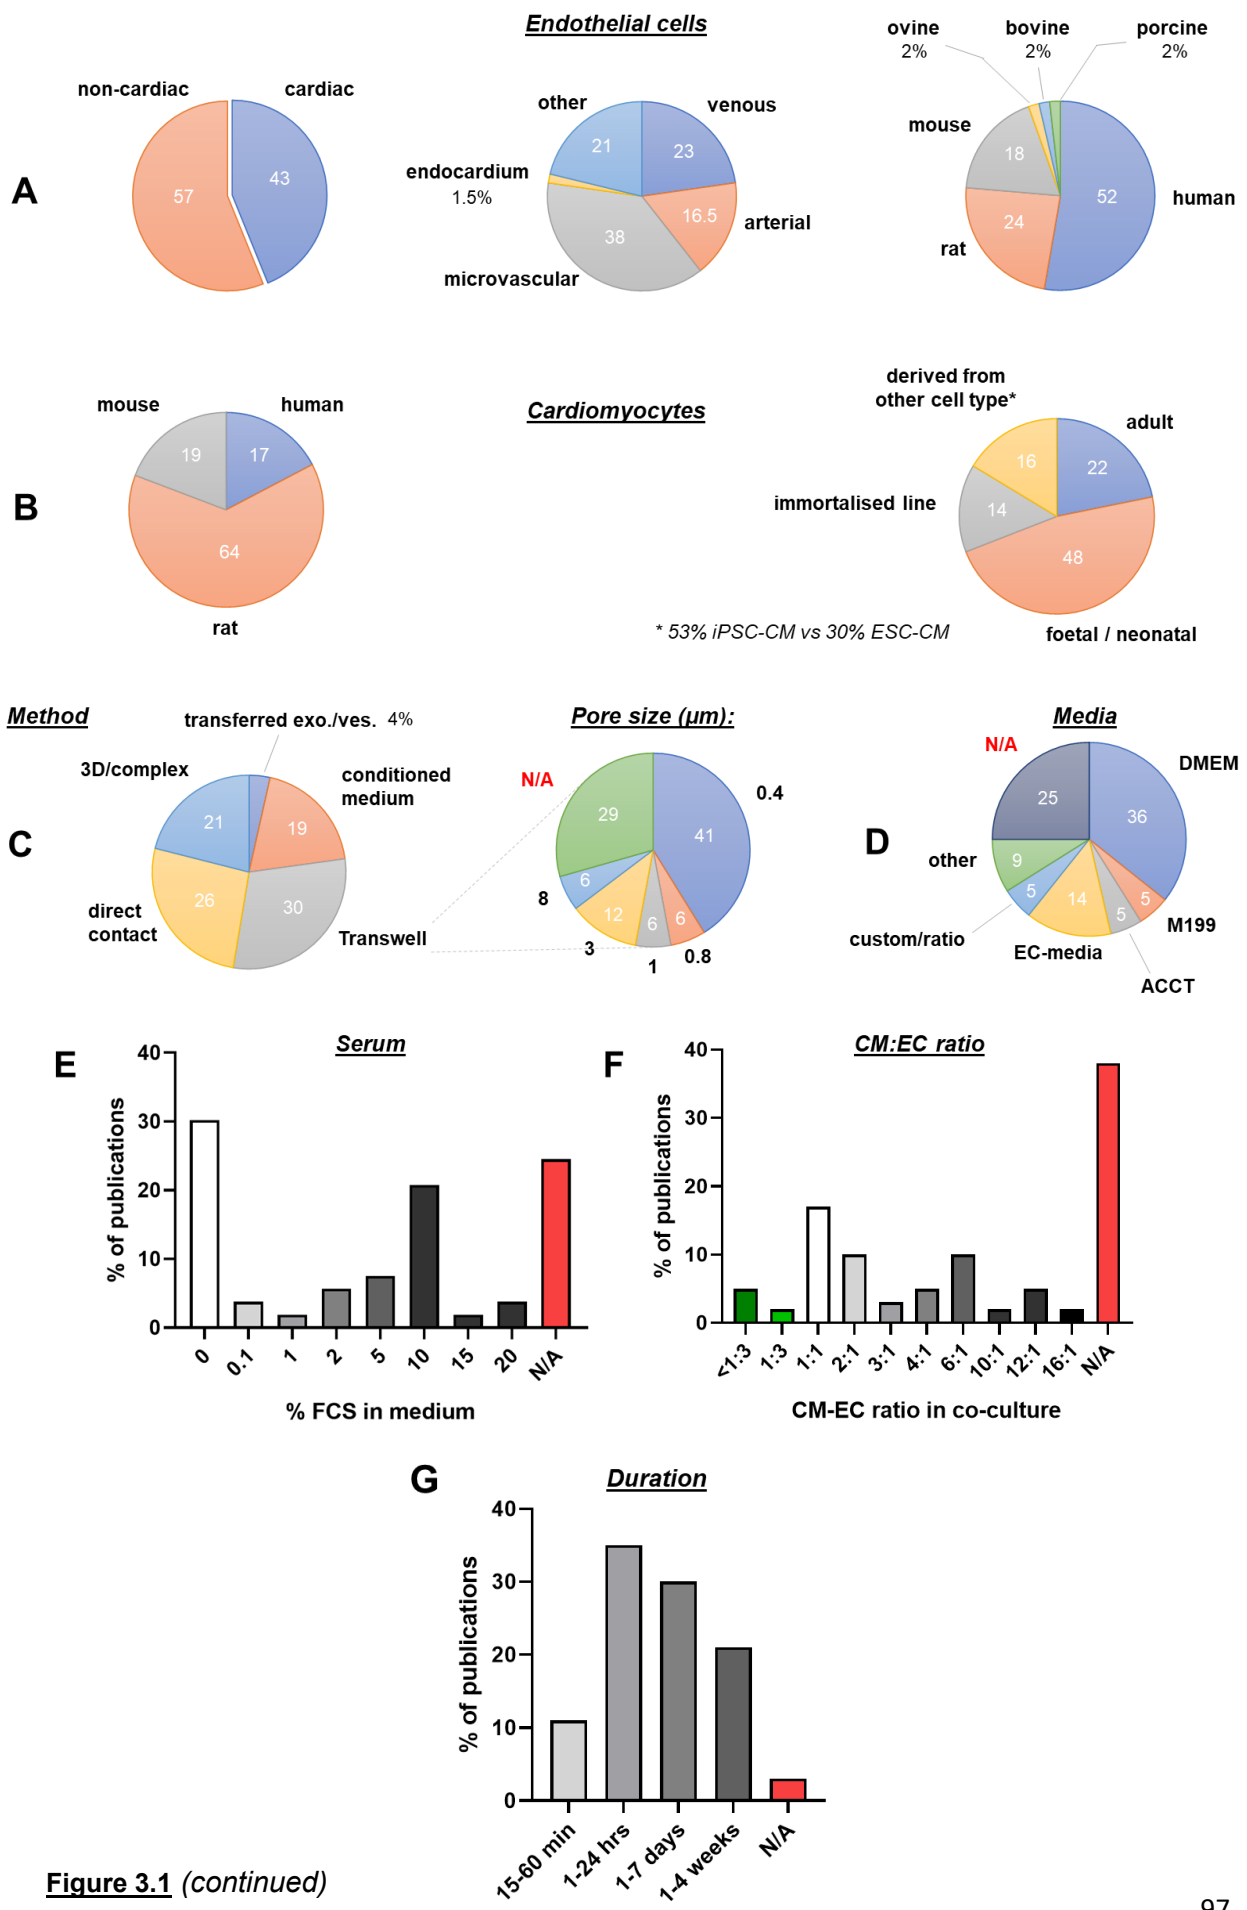 Endothelial cells
ovine
2%
bovine
2%
porcine
2%
non-cardiac
cardiac
other
venous
mouse
A
57
43
21
23
endocardium
1.5%
16.5
arterial
38
microvascular
18
52
human
24
rat
derived from
other cell type*
mouse
human
Cardiomyocytes
adult
B
19
17
64
rat
16
22
immortalised line
14
48
* 53% iPSC-CM vs 30% ESC-CM
foetal / neonatal
Method
transferred exo./ves. 4%
Pore size (µm):
Media
3D/complex
conditioned
medium
N/A
0.4
N/A
DMEM
C
21
19
26
30
direct
contact
Transwell
29
41
6
12
6
6
8
3
1
0.8
D
25
36
other
9
5
14
5
5
custom/ratio
EC-media
M199
ACCT
E
Serum
40
30
20
10
0
% of publications
0
0.1
1
2
5
10
15
20
N/A
% FCS in medium
F
CM:EC ratio
40
30
20
10
0
% of publications
<1:3
1:3
1:1
2:1
3:1
4:1
6:1
10:1
12:1
16:1
N/A
CM-EC ratio in co-culture
G
Duration
40
30
20
10
0
% of publications
15-60 min
1-24 hrs
1-7 days
1-4 weeks
N/A
Figure 3.1 (continued)
97